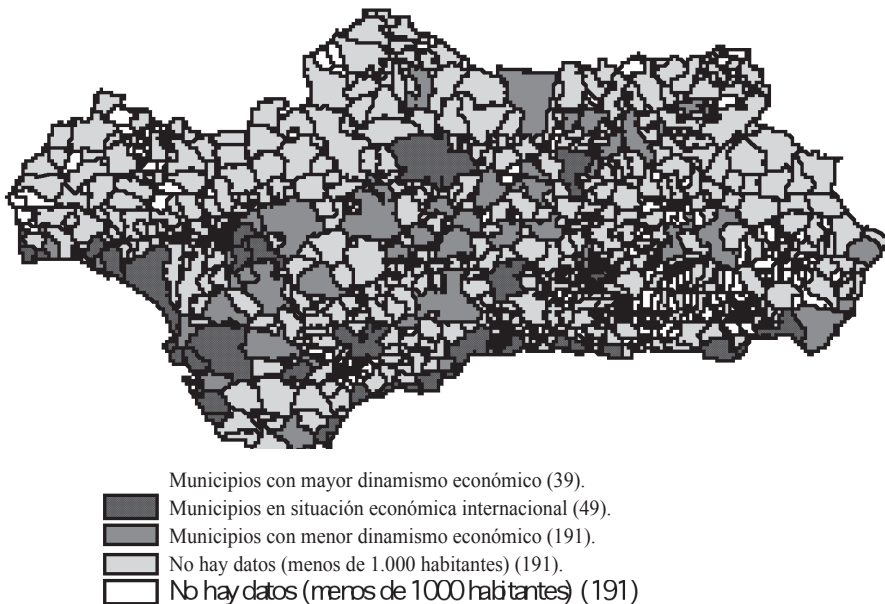 Municipios con mayor dinamismo económico (39).
Municipios en situación económica internacional (49).
Municipios con menor dinamismo económico (191).
No hay datos (menos de 1.000 habitantes) (191).
No hay datos (menos de 1000 habitantes) (191)